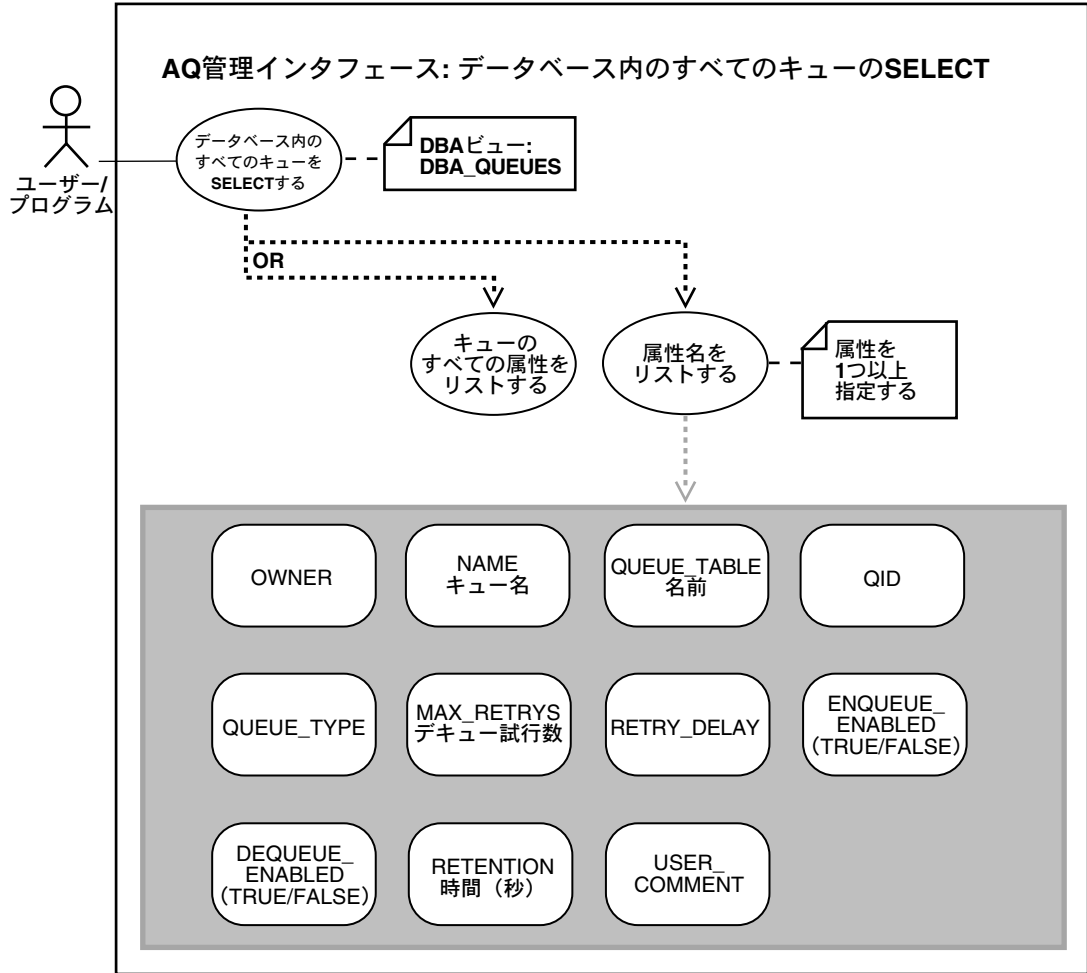 AQ管理インタフェース: データベース内のすべてのキューのSELECT
ユーザー/
プログラム
データベース内の
すべてのキューを
SELECTする
DBAビュー:
DBA_QUEUES
OR
キューの
すべての属性を
リストする
属性名を
リストする
属性を
1つ以上
指定する
OWNER
NAME
キュー名
QUEUE_TABLE
名前
QID
QUEUE_TYPE
MAX_RETRYS
デキュー試行数
RETRY_DELAY
ENQUEUE_
ENABLED
(TRUE/FALSE)
DEQUEUE_
ENABLED
(TRUE/FALSE)
RETENTION
時間（秒）
USER_
COMMENT